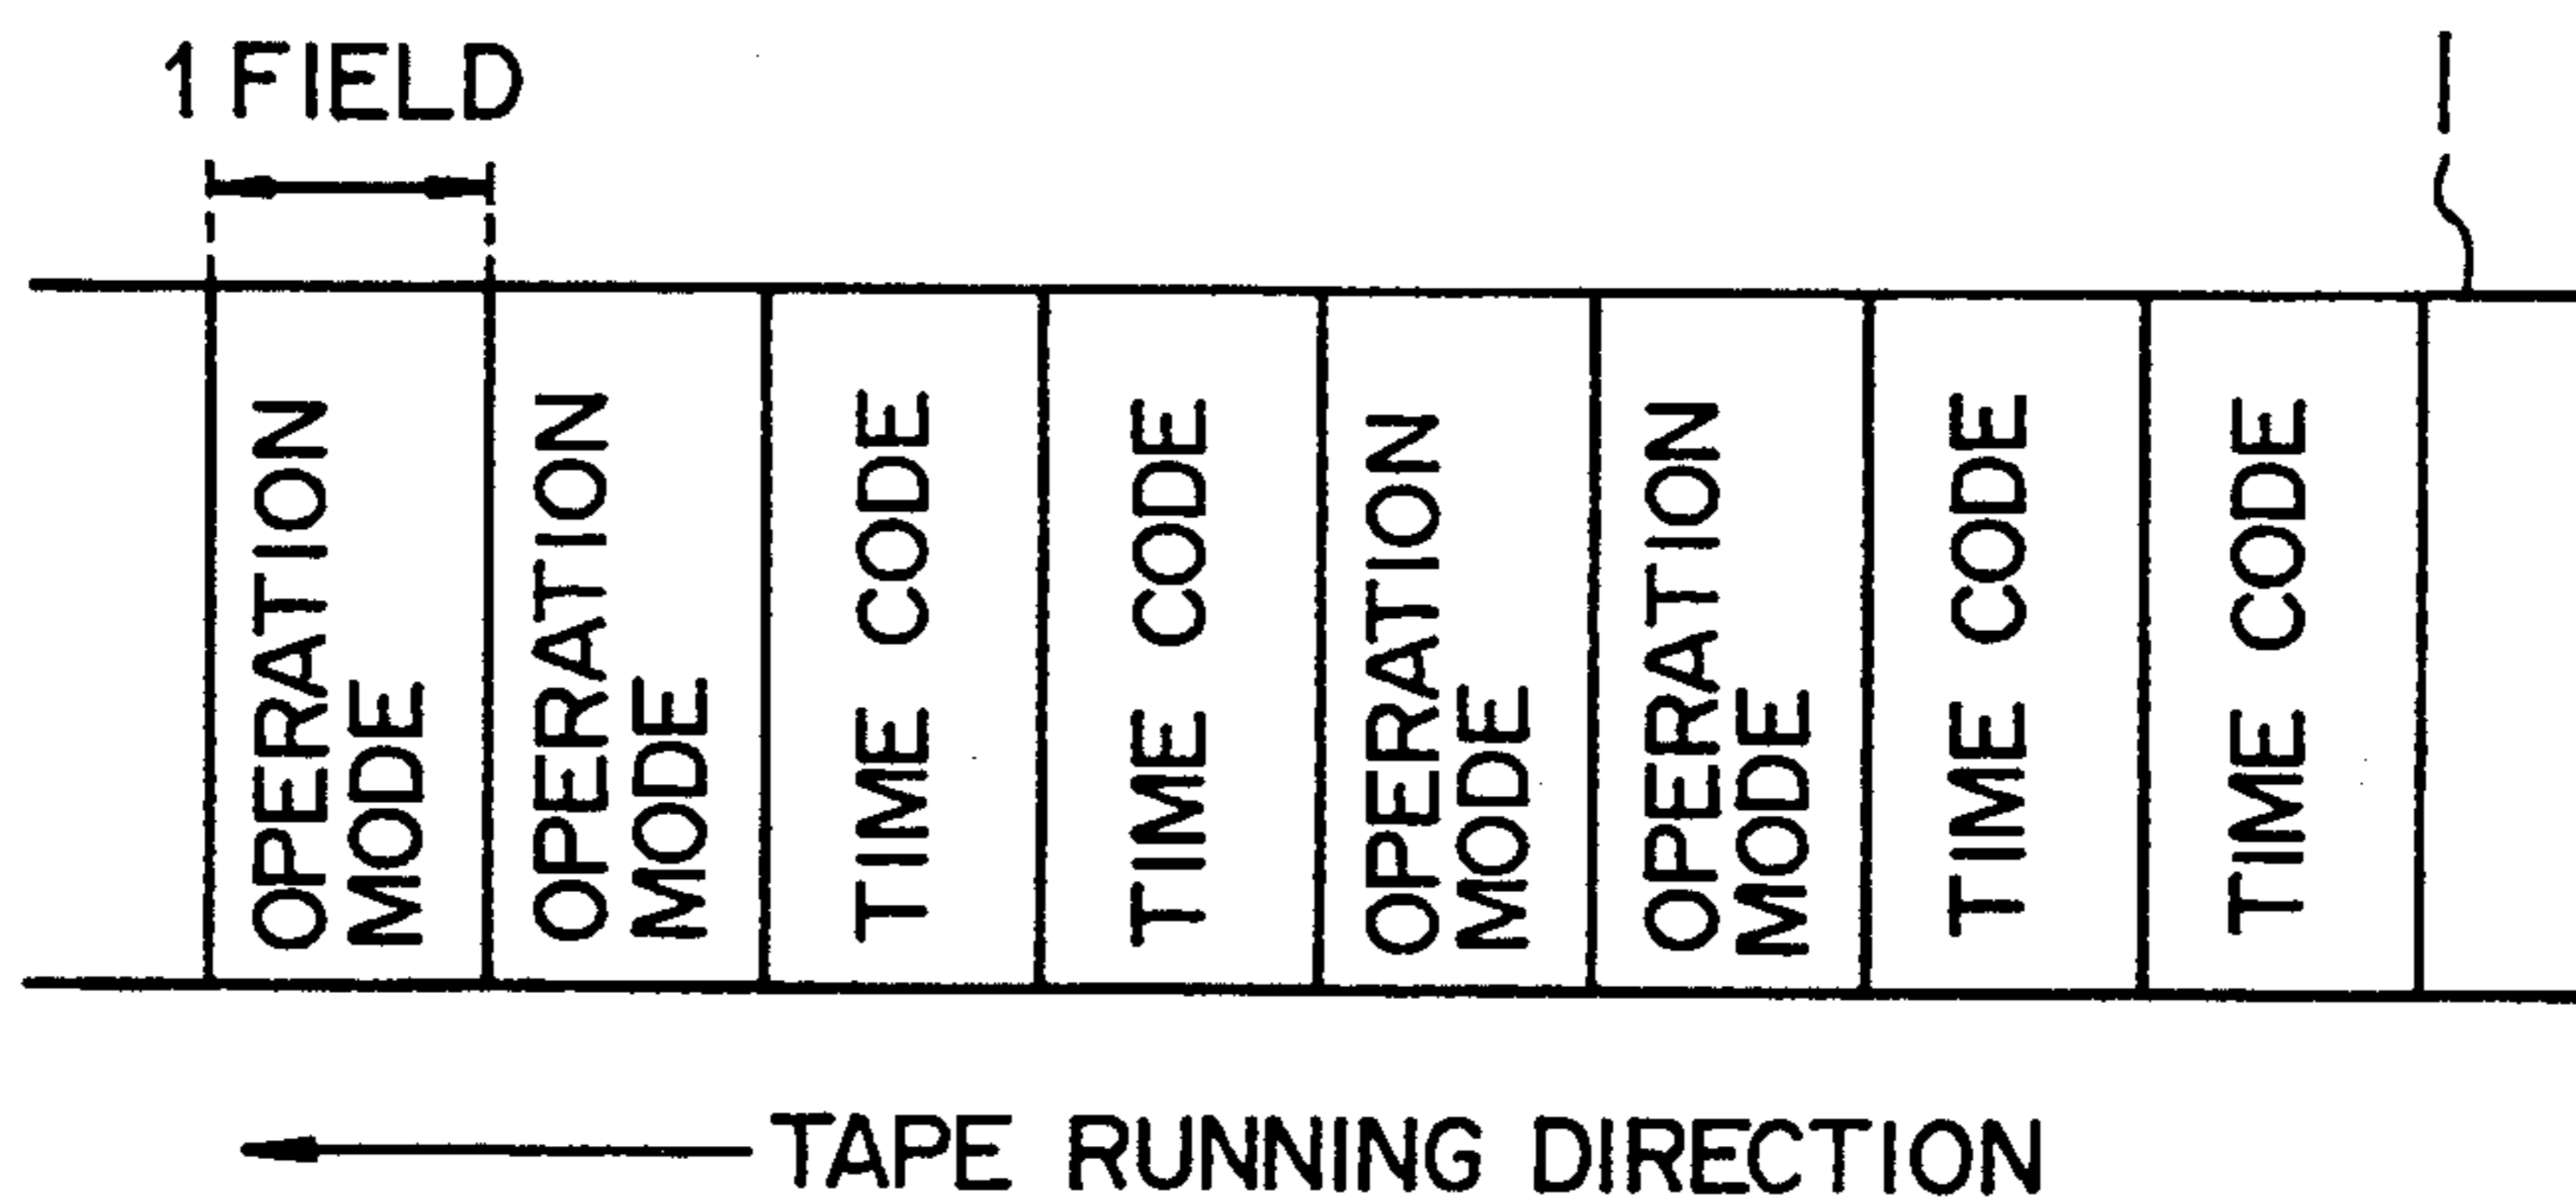 1 FIELD
1
OPERATION
MODE
OPERATION
MODE
TIME CODE
TIME CODE
OPERATION
MODE
OPERATION
MODE
TIME CODE
TIME CODE
TAPE RUNNING DIRECTION